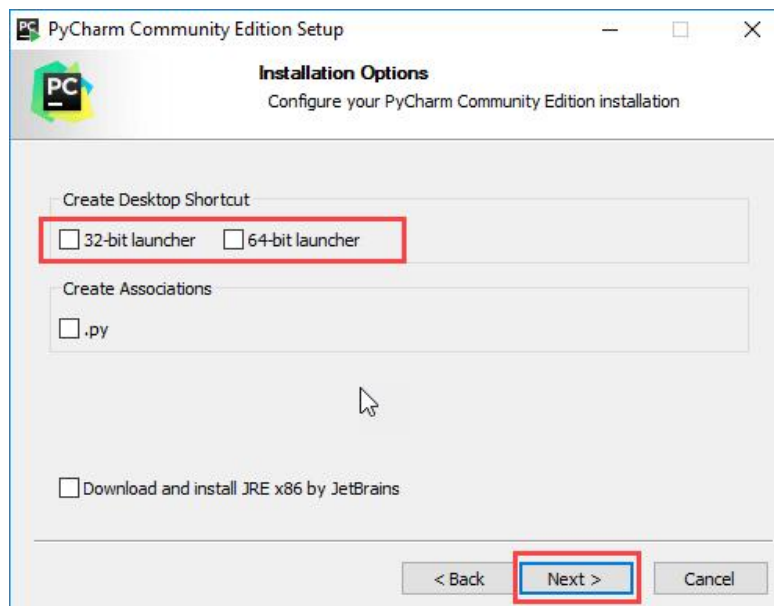 PC PyCharm Community Edition Setup
PC
Installation Options
Configure your PyCharm Community Edition installation
Create Desktop Shortcut
32-bit launcher 64-bit launcher
Create Associations
.py
Download and install JRE x86 by JetBrains
< Back Next > Cancel